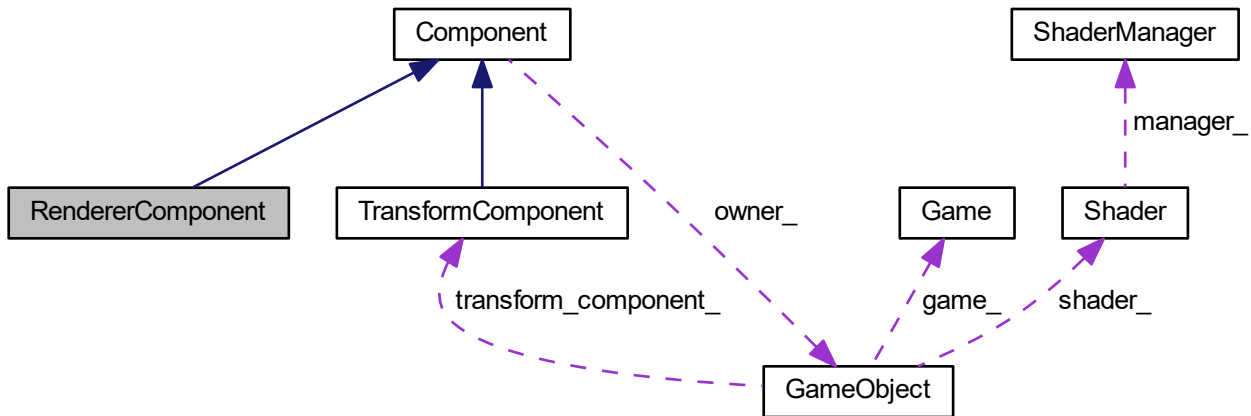 Component
ShaderManager
manager_
RendererComponent
TransformComponent
owner_
Game
Shader
transform_component_
game_
shader_
GameObject